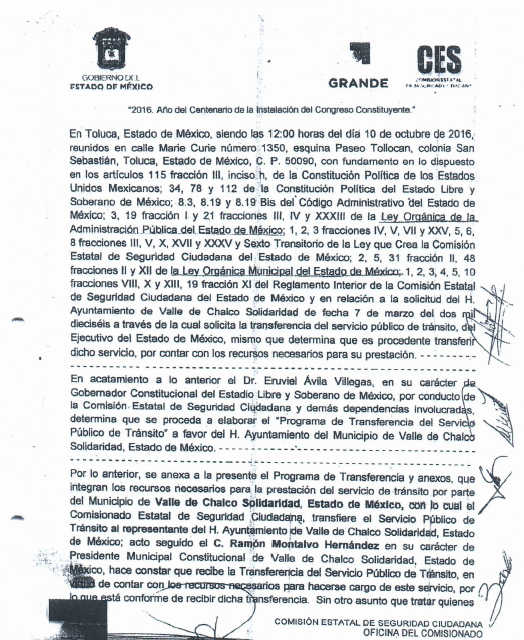 GOBIERNO DEL
ESTADO DE MÉXICO
GRANDE
CES
"2016. Año del Centenario de la Instalación del Congreso Constituyente."
En Toluca, Estado de México, siendo las 12:00 horas del día 10 de octubre de 2016,
reunidos en calle Marie Curie número 1350, esquina Paseo Tollocan, colonia San
Sebastián, Toluca, Estado de México, C. P. 50090, con fundamento en lo dispuesto
en los artículos 115 fracción III, inciso h, de la Constitución Política de los Estados
Unidos Mexicanos; 34, 78 y 112 de la Constitución Política del Estado Libre y
Soberano de México; 8.3, 8.19 y 8.19 Bis del Código Administrativo del Estado de
México; 3, 19 fracción I y 21 fracciones III, IV y XXXIII de la Ley Orgánica de la
Administración Pública del Estado de México; 1, 2, 3 fracciones IV, V, VII y XXV, 5, 6,
8 fracciones III, V, X, XVII y XXXV y Sexto Transitorio de la Ley que Crea la Comisión
Estatal de Seguridad Ciudadana del Estado de México; 2, 5, 31 fracción II. 48
fracciones II y XII de la Ley Orgánica Municipal del Estado de México, 1, 2, 3, 4, 5, 10
fracciones VIII, X y XIII, 19 fracción XI del Reglamento Interior de la Comisión Estatal
de Seguridad Ciudadana del Estado de México y en relación a la solicitud del H.
Ayuntamiento de Valle de Chalco Solidaridad de fecha 7 de marzo del dos mil
dieciséis a través de la cual solicita la transferencia del servicio público de tránsito, del
Ejecutivo del Estado de México, mismo que determina que es procedente transferir
dicho servicio, por contar con los recursos necesarios para su prestación. - - - - - - - - - - - -
En acatamiento a lo anterior el Dr. Eruviel Ávila Villegas, en su carácter de
Gobernador Constitucional del Estadio Libre y Soberano de México, por conducto de
la Comisión Estatal de Seguridad Ciudadana y demás dependencias involucradas,
determina que se proceda a elaborar el "Programa de Transferencia del Servicio
Público de Tránsito" a favor del H. Ayuntamiento del Municipio de Valle de Chalco
Solidaridad, Estado de México. - - - - - - - - - - - - - - - - - - - - - - - - - - - - - - - - - -
Por lo anterior, se anexa a la presente el Programa de Transferencia y anexos, que
integran los recursos necesarios para la prestación del servicio de tránsito por parte
del Municipio de Valle de Chalco Solidaridad, Estado de México, con lo cual el
Comisionado Estatal de Seguridad Ciudadana, transfiere el Servicio Público de
Tránsito al representante del H. Ayuntamiento de Valle de Chalco Solidaridad, Estado
de México; acto seguido el C. Ramón Montalvo Hernández en su carácter de
Presidente Municipal Constitucional de Valle de Chalco Solidaridad, Estado de
México, hace constar que recibe la Transferencia del Servicio Público de Tránsito, en
virtud de contar con los recursos necesarios para hacerse cargo de este servicio, por
lo que está conforme de recibir dicha transferencia. Sin otro asunto que tratar quienes
COMISIÓN ESTATAL DE SEGURIDAD CIUDADANA
OFICINA DEL COMISIONADO